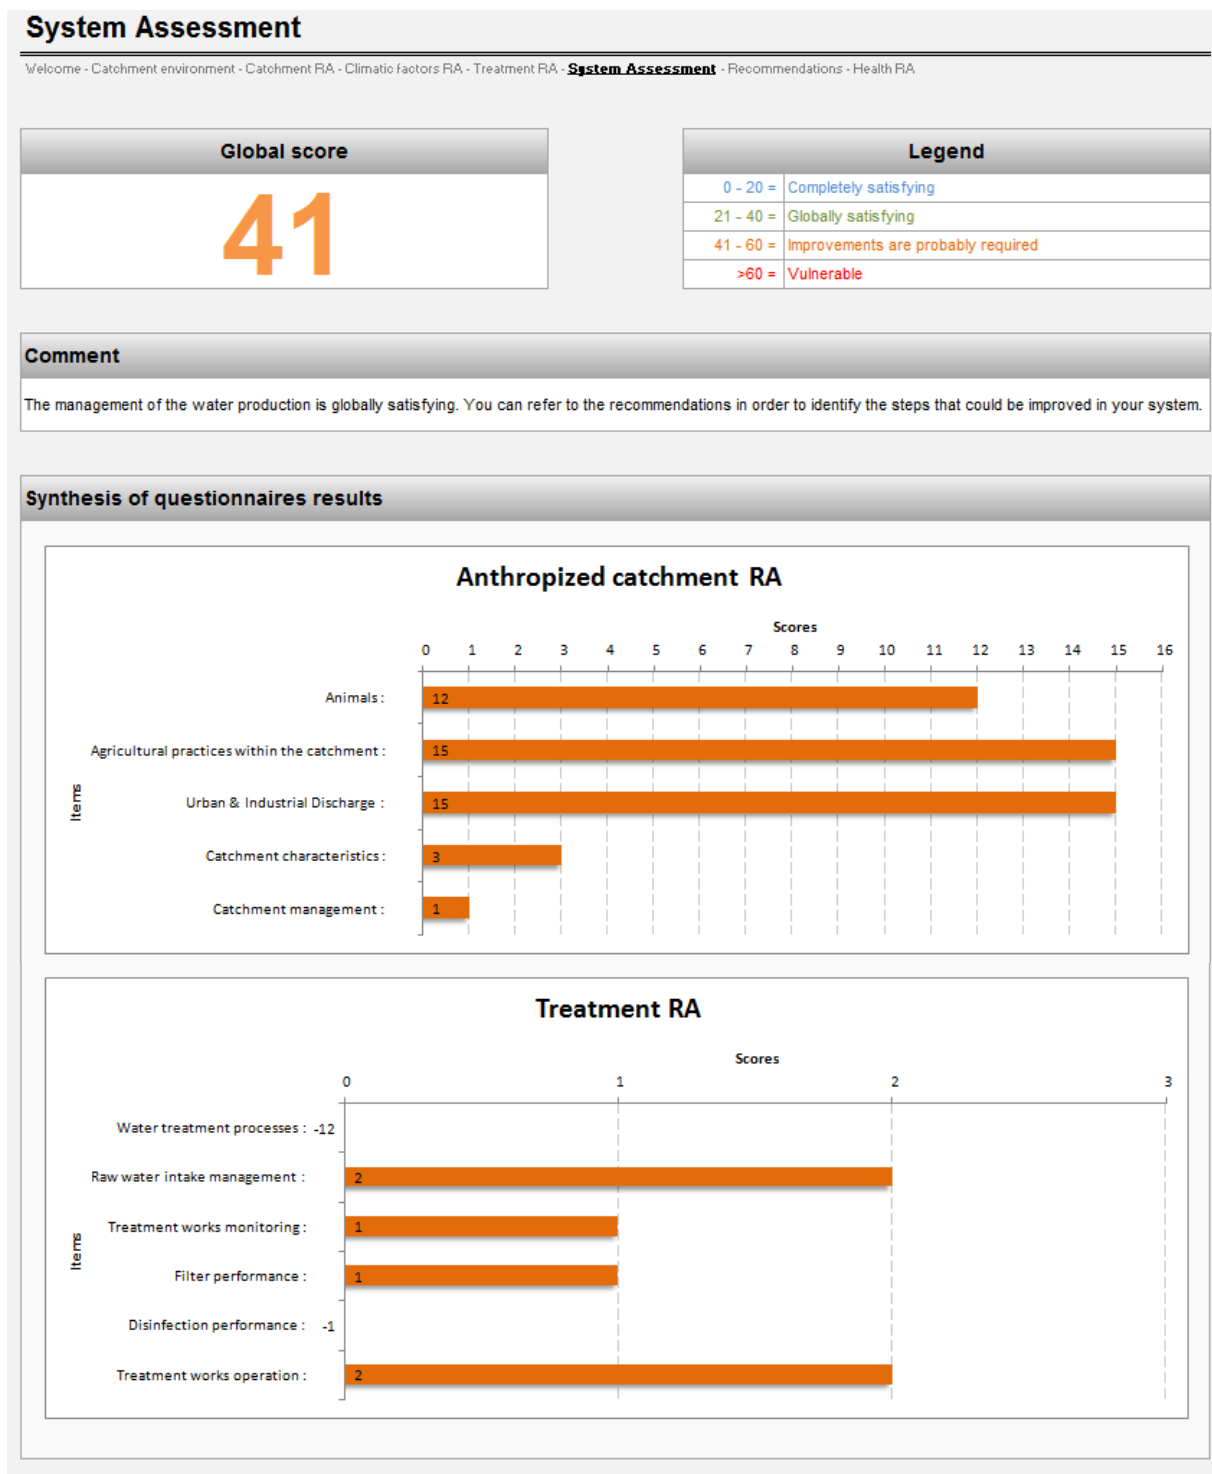 System Assessment
Welcome - Catchment environment - Catchment RA - Climatic factors RA - Treatment RA - System Assessment - Recommendations - Health RA
Global score
41
Legend
0 - 20 = Completely satisfying
21 - 40 = Globally satisfying
41 - 60 = Improvements are probably required
>60 = Vulnerable
Comment
The management of the water production is globally satisfying. You can refer to the recommendations in order to identify the steps that could be improved in your system.
Synthesis of questionnaires results
Anthropized catchment RA
Scores
0 1 2 3 4 5 6 7 8 9 10 11 12 13 14 15 16
Items
Animals : 12
Agricultural practices within the catchment : 15
Urban & Industrial Discharge : 15
Catchment characteristics : 3
Catchment management : 1
Treatment RA
Scores
0 1 2 3
Items
Water treatment processes : -12
Raw water intake management : 2
Treatment works monitoring : 1
Filter performance : 1
Disinfection performance : -1
Treatment works operation : 2